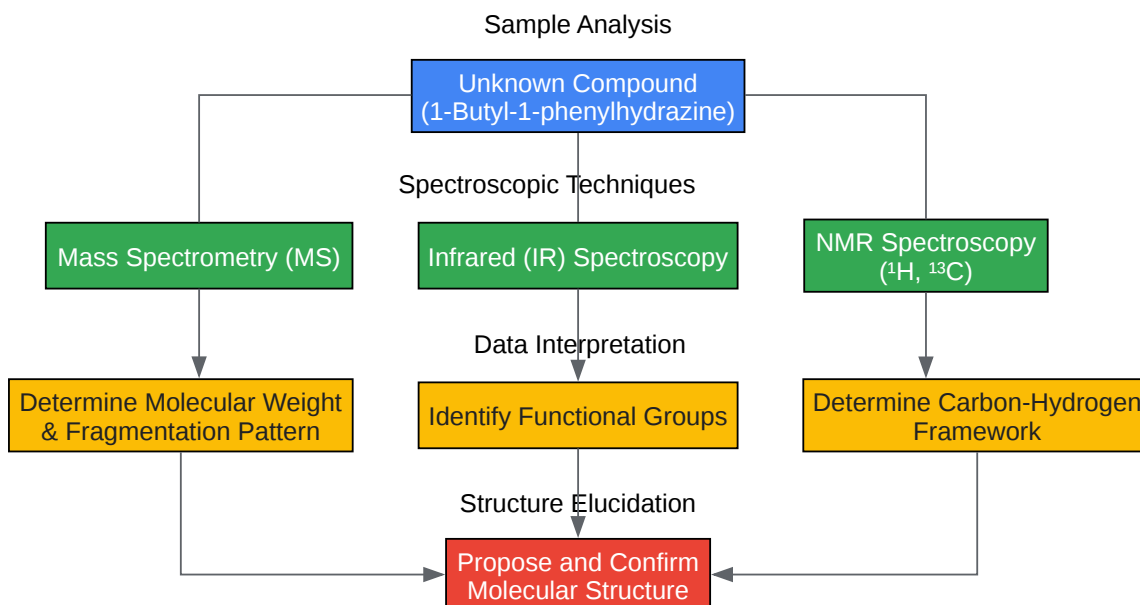 Sample Analysis
Unknown Compound
(1-Butyl-1-phenylhydrazine)
Spectroscopic Techniques
Mass Spectrometry (MS)
Infrared (IR) Spectroscopy
NMR Spectroscopy
(¹H, ¹³C)
Data Interpretation
Determine Molecular Weight
& Fragmentation Pattern
Identify Functional Groups
Determine Carbon-Hydrogen
Framework
Structure Elucidation
Propose and Confirm
Molecular Structure